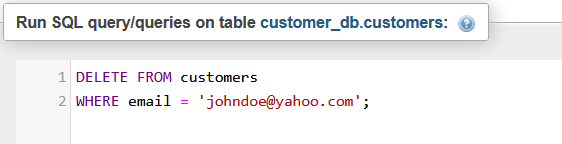 Run SQL query/queries on table customer_db.customers:
1 DELETE FROM customers
2 WHERE email = 'johndoe@yahoo.com';